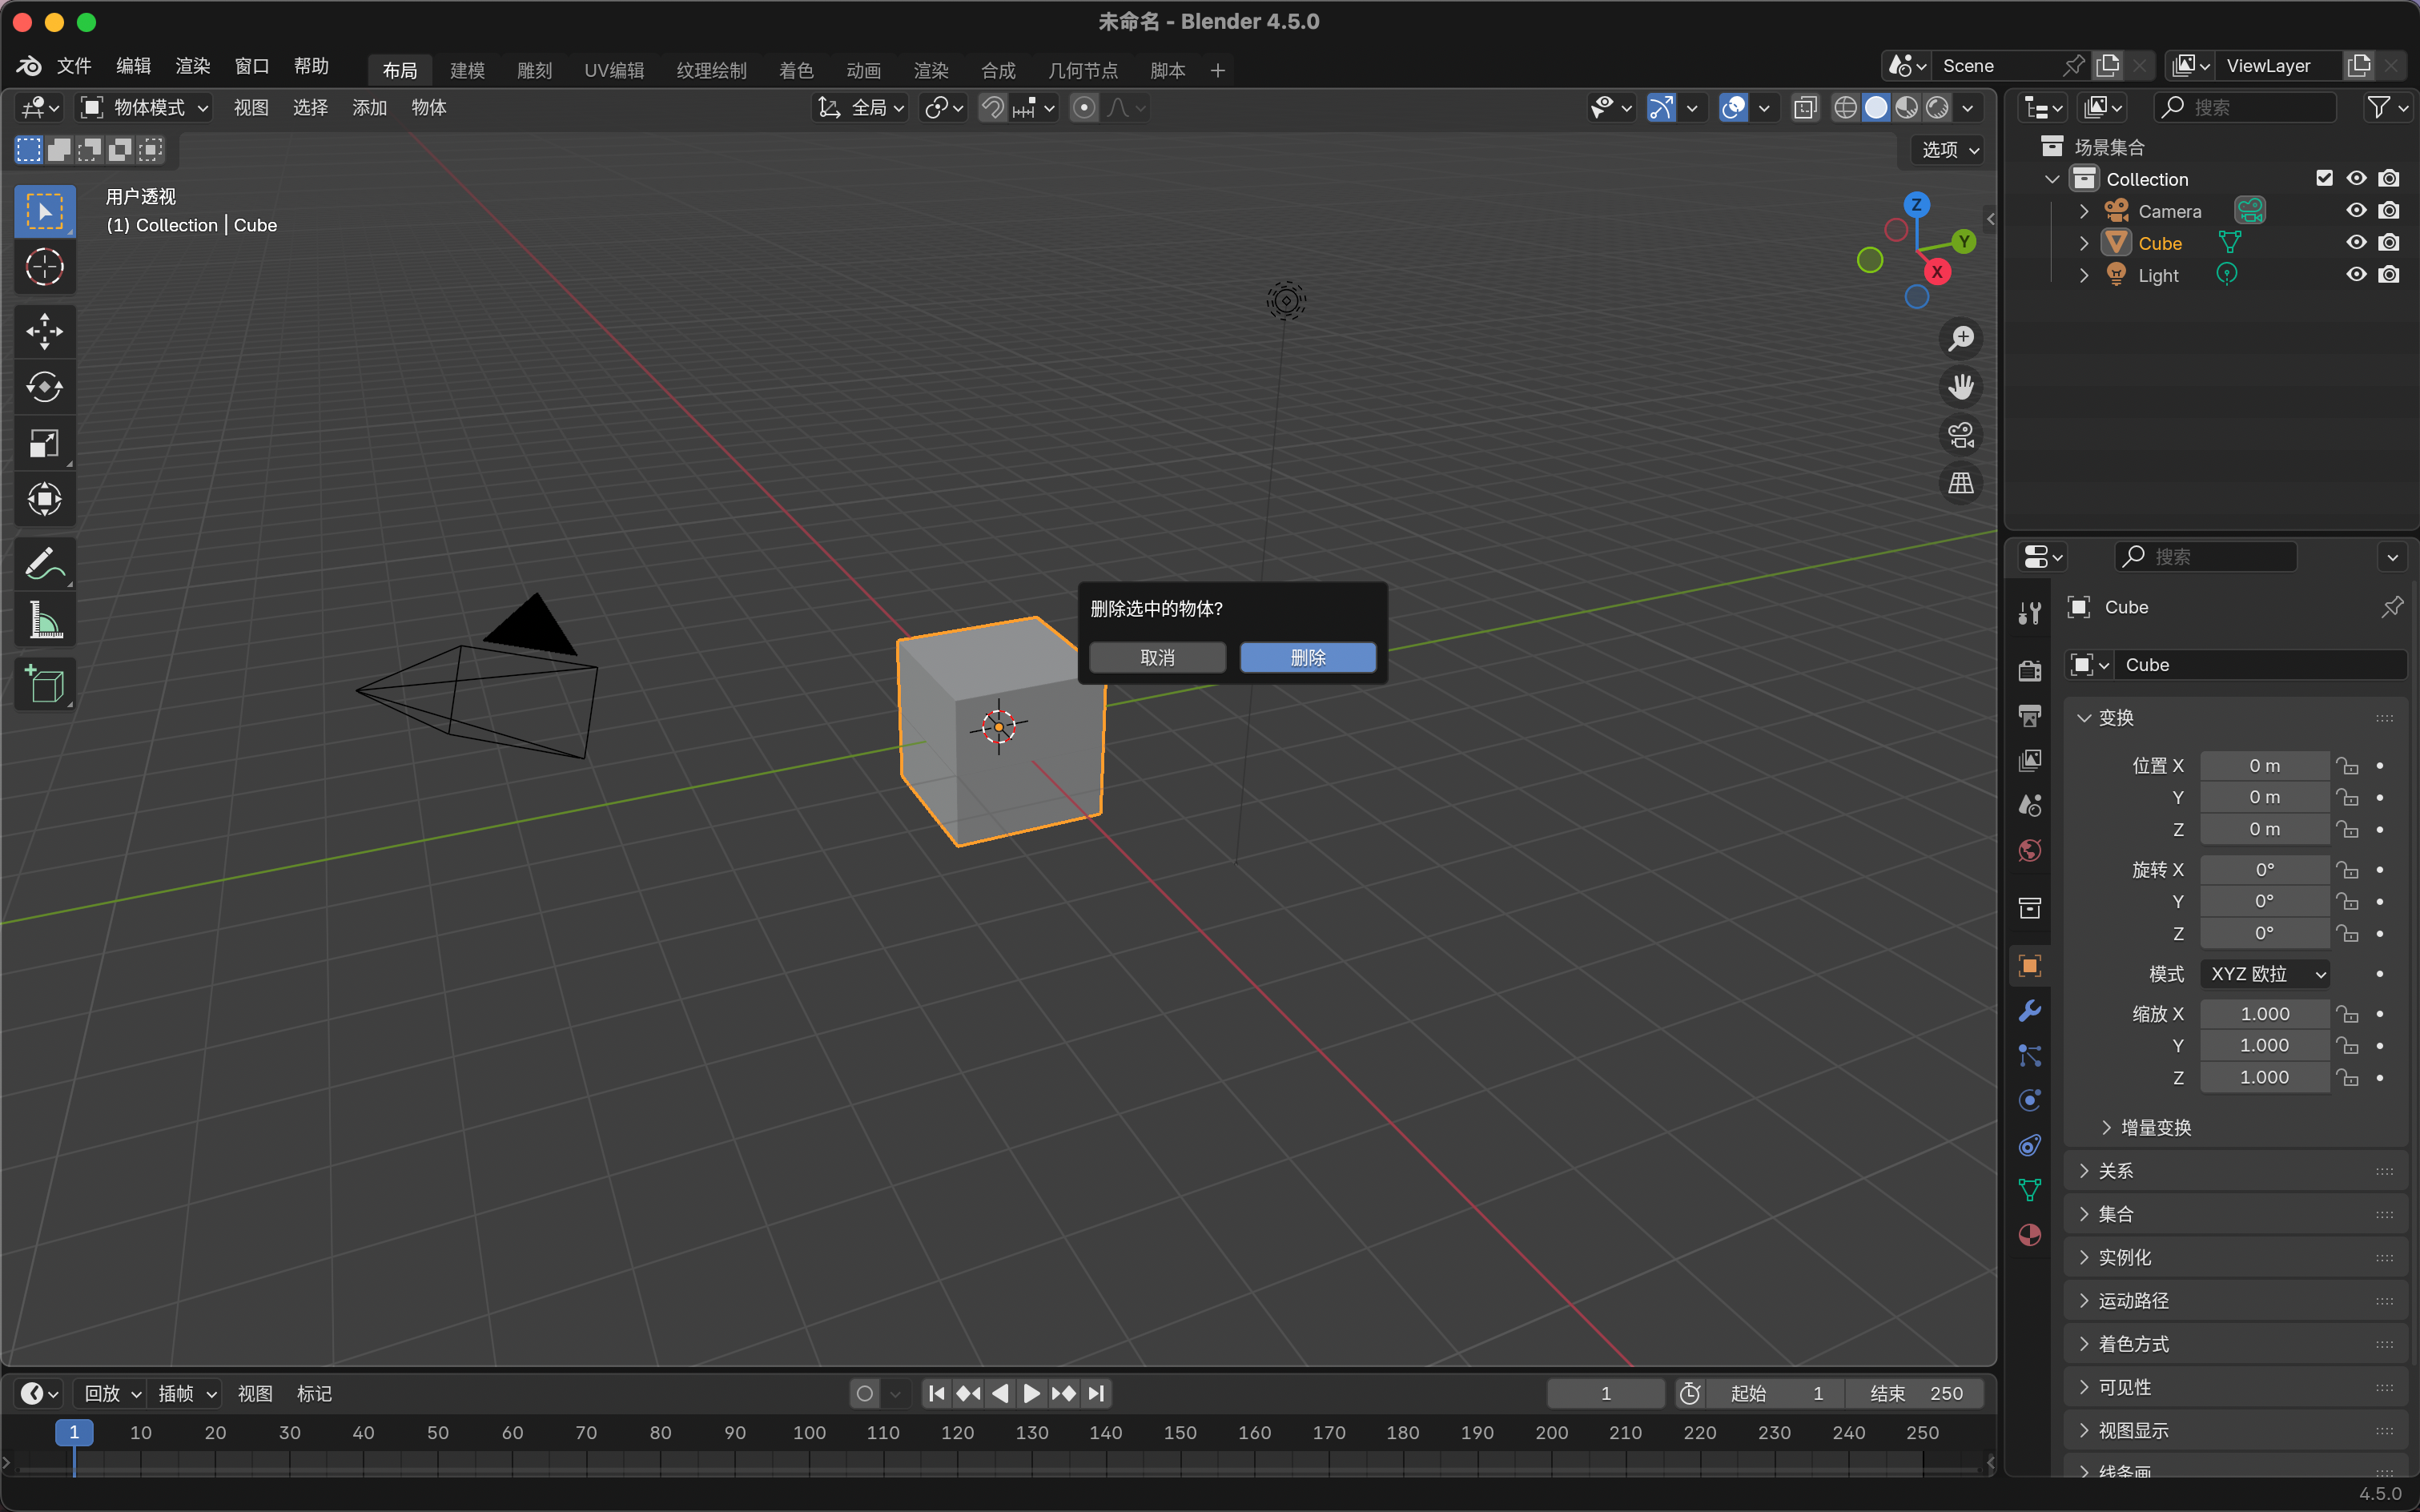 未命名 - Blender 4.5.0
文件 编辑 渲染 窗口 帮助 布局 建模 雕刻 UV编辑 纹理绘制 着色 动画 渲染 合成 几何节点 脚本 + Scene ViewLayer
物体模式 视图 选择 添加 物体 全局 搜索
选项
用户透视
(1) Collection | Cube
Z
Y
X
场景集合
Collection
Camera
Cube
Light
删除选中的物体?
取消 删除
搜索
Cube
Cube
变换
位置 X 0 m
Y 0 m
Z 0 m
旋转 X 0°
Y 0°
Z 0°
模式 XYZ 欧拉
缩放 X 1.000
Y 1.000
Z 1.000
增量变换
关系
集合
实例化
运动路径
着色方式
可见性
视图显示
线条画
回放 插帧 视图 标记 1 起始 1 结束 250
1 10 20 30 40 50 60 70 80 90 100 110 120 130 140 150 160 170 180 190 200 210 220 230 240 250
4.5.0